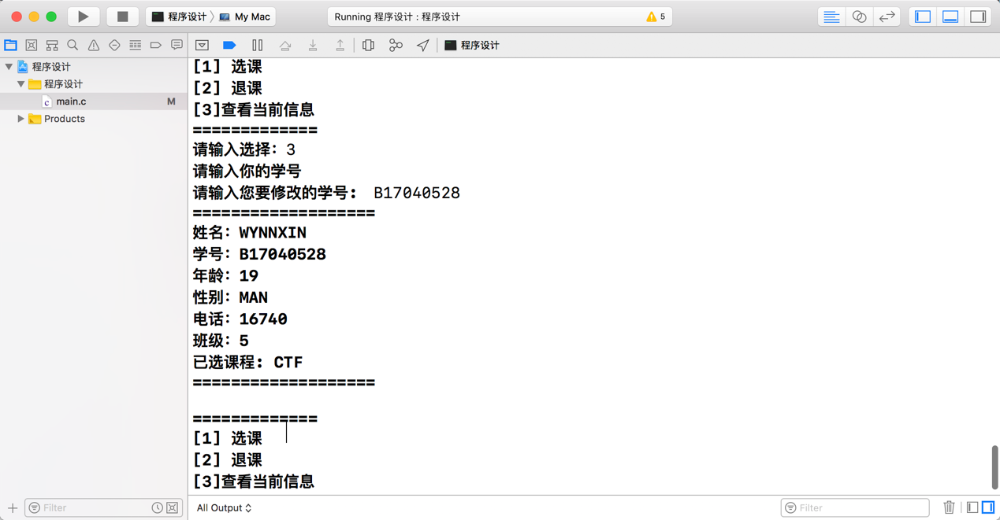 程序设计 〉 My Mac
Running 程序设计 : 程序设计
5
程序设计
程序设计
程序设计
main.c M
Products
[1] 选课
[2] 退课
[3]查看当前信息
=============
请输入选择: 3
请输入你的学号
请输入您要修改的学号: B17040528
===================
姓名: WYNNXIN
学号: B17040528
年龄: 19
性别: MAN
电话: 16740
班级: 5
已选课程: CTF
===================
=============
[1] 选课
[2] 退课
[3]查看当前信息
Filter
All Output
Filter